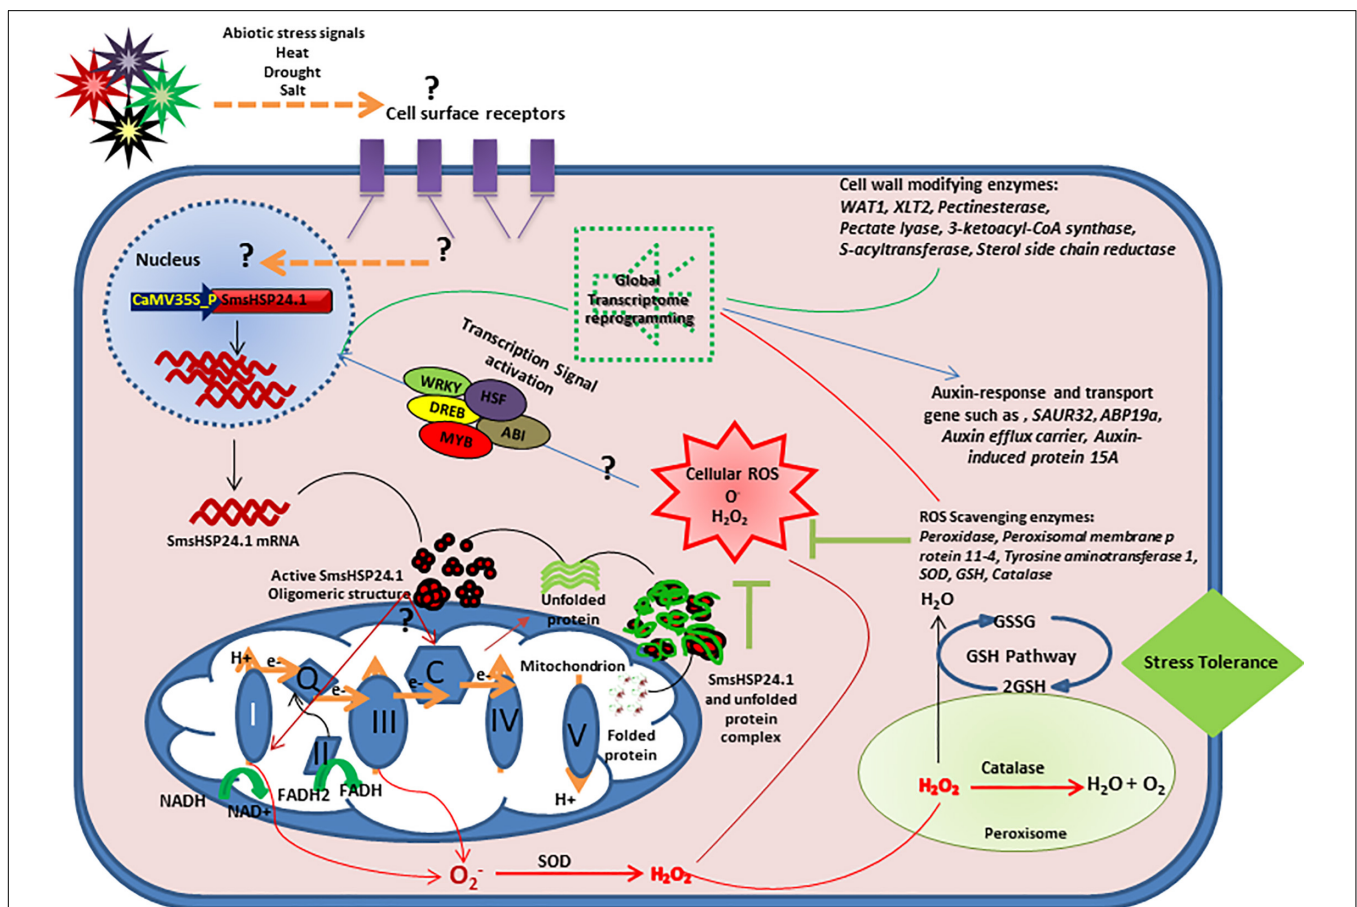 Abiotic stress signals
Heat
Drought
Salt
?
Cell surface receptors
Cell wall modifying enzymes:
WAT1, XLT2, Pectinesterase,
Pectate lyase, 3-ketoacyl-CoA synthase,
S-acyltransferase, Sterol side chain reductase
Nucleus
?
?
CaMV35S_P
SmsHSP24.1
Global
Transcriptome
reprogramming
Transcription Signal
activation
WRKY
HSF
DREB
MYB
ABI
?
Auxin-response and transport
gene such as , SAUR32, ABP19a,
Auxin efflux carrier, Auxin-
induced protein 15A
Cellular ROS
O-
H2O2
SmsHSP24.1 mRNA
ROS Scavenging enzymes:
Peroxidase, Peroxisomal membrane p
rotein 11-4, Tyrosine aminotransferase 1,
SOD, GSH, Catalase
Active SmsHSP24.1
Oligomeric structure
?
Unfolded
protein
H2O
GSSG
GSH Pathway
2GSH
Stress Tolerance
H+
e-
Q
e-
e-
C
e-
Mitochondrion
I
II
III
IV
V
Folded
protein
SmsHSP24.1
and unfolded
protein
complex
NADH
NAD+
FADH2
FADH
H+
H2O2
Catalase
H2O + O2
Peroxisome
O2-
SOD
H2O2